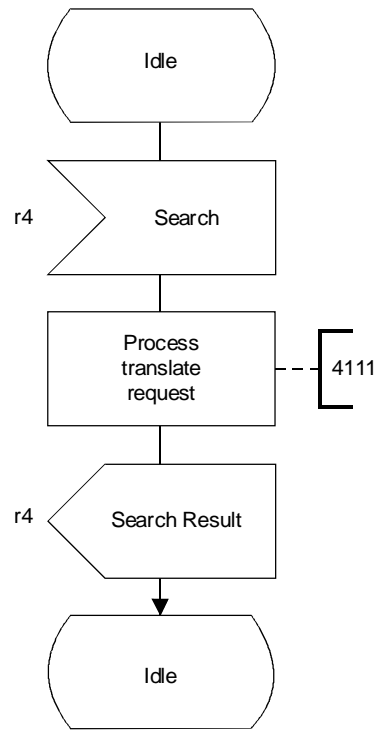 Idle
r4
Search
Process
translate
request
4111
r4
Search Result
Idle